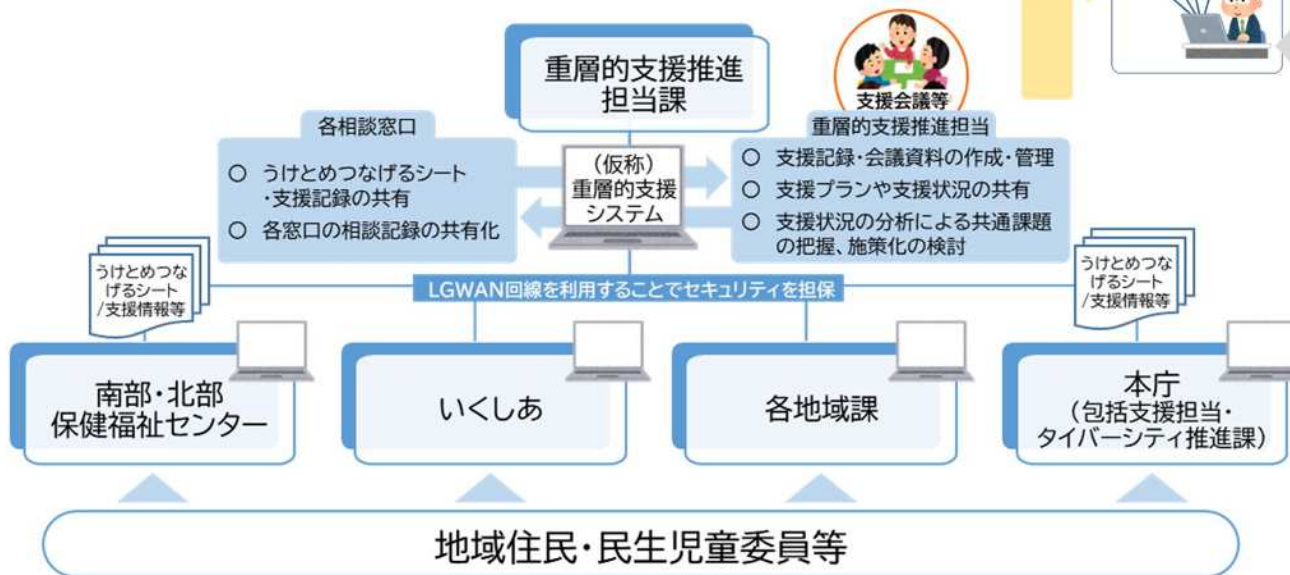 重層的支援推進
担当課
支援会議等
各相談窓口
○ うけとめつなげるシート
・支援記録の共有
○ 各窓口の相談記録の共有化
(仮称)
重層的支援
システム
重層的支援推進担当
○ 支援記録・会議資料の作成・管理
○ 支援プランや支援状況の共有
○ 支援状況の分析による共通課題
の把握、施策化の検討
うけとめつな
げるシート
/支援情報等
LGWAN回線を利用することでセキュリティを担保
うけとめつな
げるシート
/支援情報等
南部・北部
保健福祉センター
いくしあ
各地域課
本庁
(包括支援担当・
タイバーシティ推進課)
地域住民・民生児童委員等